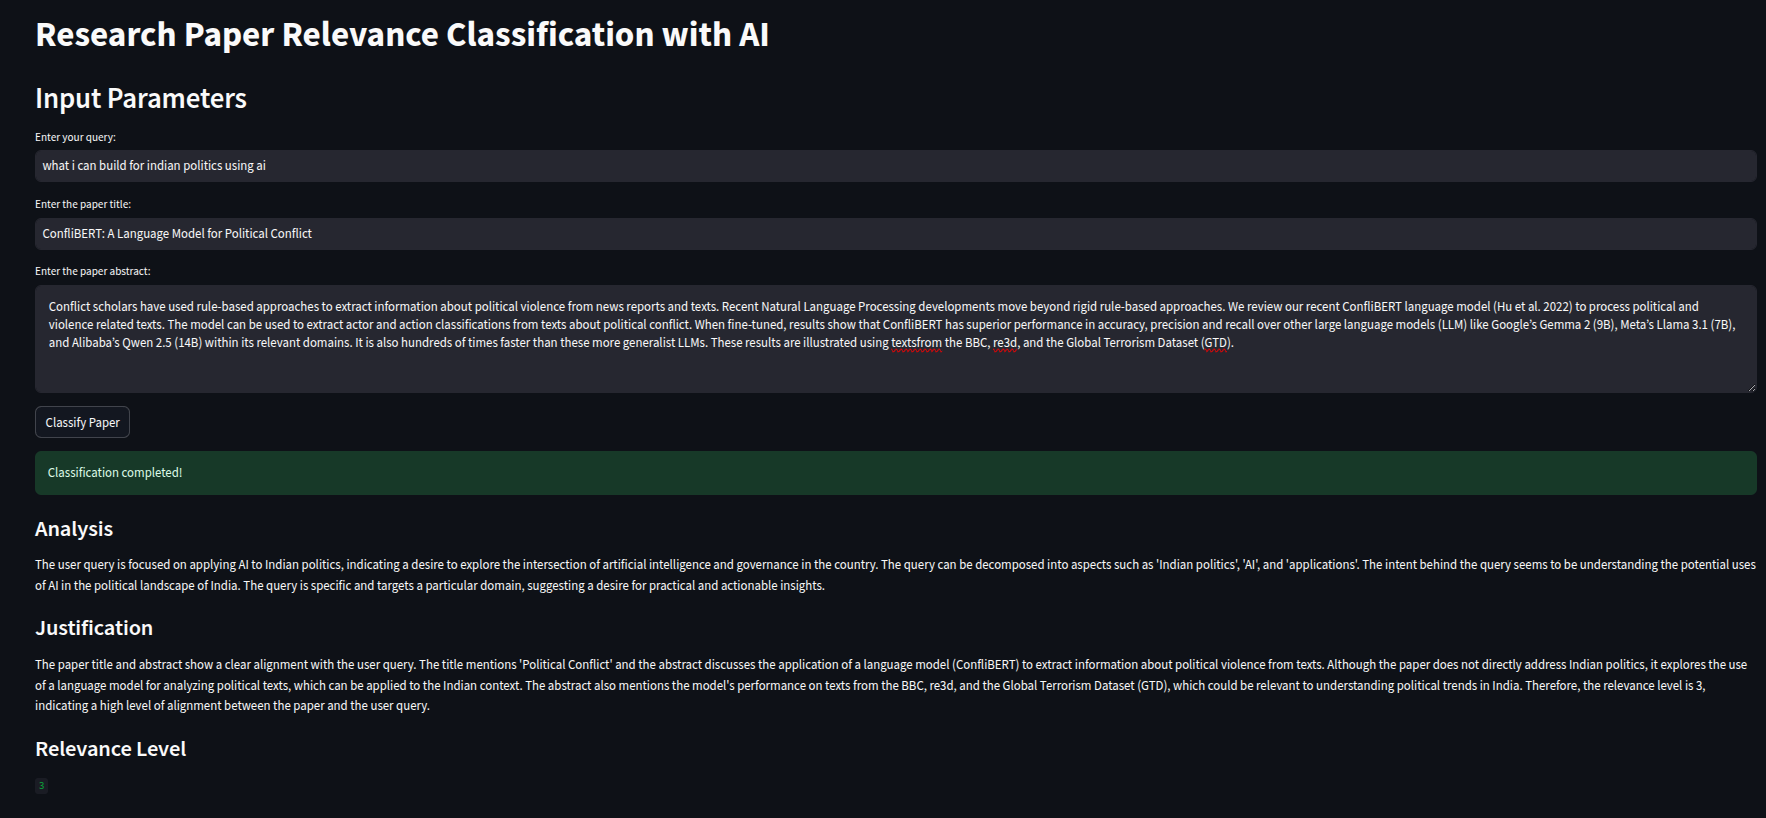 Research Paper Relevance Classification with AI
Input Parameters
Enter your query:
what i can build for indian politics using ai
Enter the paper title:
ConfliBERT: A Language Model for Political Conflict
Enter the paper abstract:
Conflict scholars have used rule-based approaches to extract information about political violence from news reports and texts. Recent Natural Language Processing developments move beyond rigid rule-based approaches. We review our recent ConfliBERT language model (Hu et al. 2022) to process political and
violence related texts. The model can be used to extract actor and action classifications from texts about political conflict. When fine-tuned, results show that ConfliBERT has superior performance in accuracy, precision and recall over other large language models (LLM) like Google's Gemma 2 (9B), Meta's Llama 3.1 (7B),
and Alibaba's Qwen 2.5 (14B) within its relevant domains. It is also hundreds of times faster than these more generalist LLMs. These results are illustrated using textsfrom the BBC, re3d, and the Global Terrorism Dataset (GTD).
Classify Paper
Classification completed!
Analysis
The user query is focused on applying AI to Indian politics, indicating a desire to explore the intersection of artificial intelligence and governance in the country. The query can be decomposed into aspects such as 'Indian politics', 'AI', and 'applications'. The intent behind the query seems to be understanding the potential uses
of AI in the political landscape of India. The query is specific and targets a particular domain, suggesting a desire for practical and actionable insights.
Justification
The paper title and abstract show a clear alignment with the user query. The title mentions 'Political Conflict' and the abstract discusses the application of a language model (ConfliBERT) to extract information about political violence from texts. Although the paper does not directly address Indian politics, it explores the use
of a language model for analyzing political texts, which can be applied to the Indian context. The abstract also mentions the model's performance on texts from the BBC, re3d, and the Global Terrorism Dataset (GTD), which could be relevant to understanding political trends in India. Therefore, the relevance level is 3,
indicating a high level of alignment between the paper and the user query.
Relevance Level
3